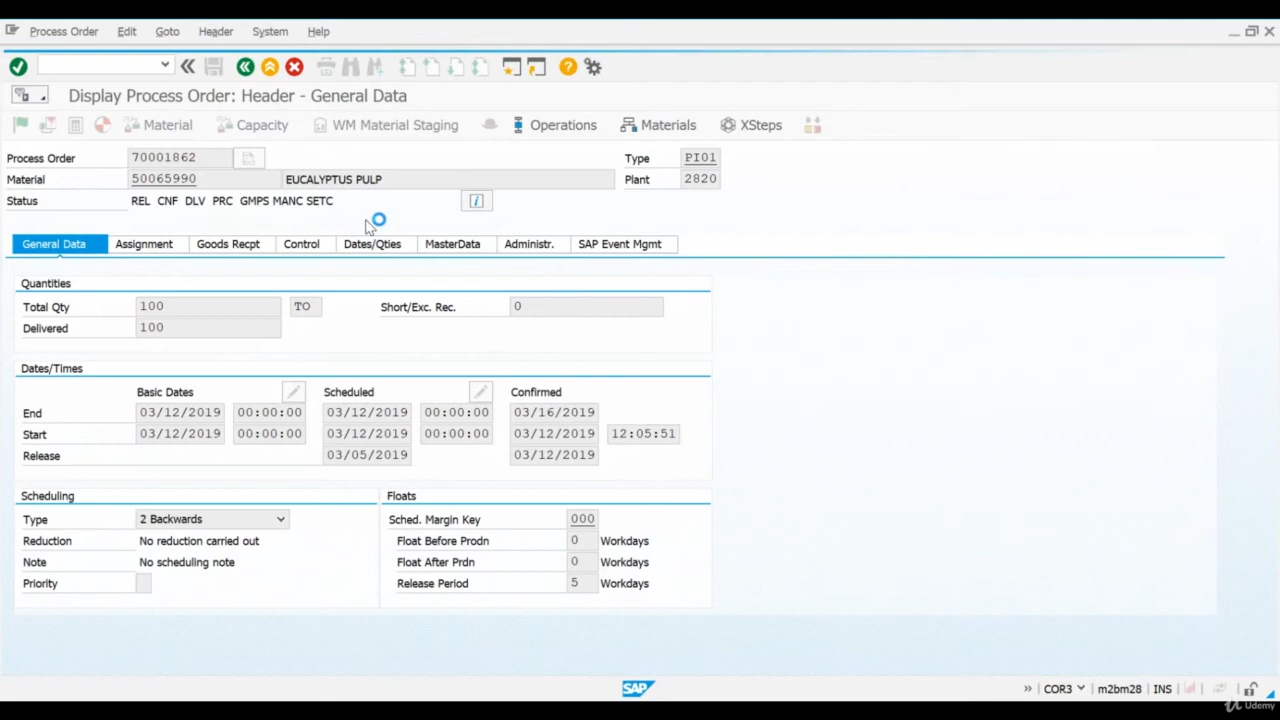 Process Order Edit Goto Header System Help
Display Process Order: Header - General Data
Material Capacity WM Material Staging Operations Materials XSteps
Process Order 70001862 Type PI01
Material 50065990 EUCALYPTUS PULP Plant 2820
Status REL CNF DLV PRC GMPS MANC SETC
General Data Assignment Goods Recpt Control Dates/Qties MasterData Administr. SAP Event Mgmt
Quantities
Total Qty 100 TO Short/Exc. Rec. 0
Delivered 100
Dates/Times
Basic Dates Scheduled Confirmed
End 03/12/2019 00:00:00 03/12/2019 00:00:00 03/16/2019
Start 03/12/2019 00:00:00 03/12/2019 00:00:00 03/12/2019 12:05:51
Release 03/05/2019 03/12/2019
Scheduling Floats
Type 2 Backwards Sched. Margin Key 000
Reduction No reduction carried out Float Before Prodn 0 Workdays
Note No scheduling note Float After Prdn 0 Workdays
Priority Release Period 5 Workdays
SAP COR3 m2bm28 INS
Udemy